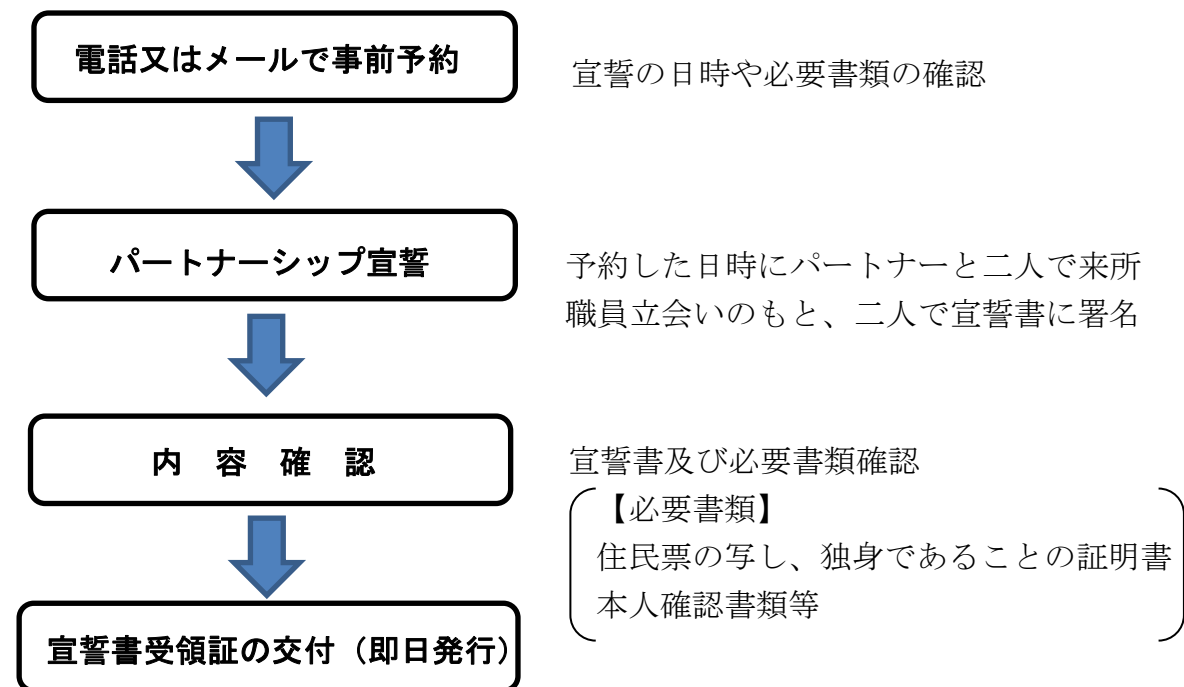 電話又はメールで事前予約
宣誓の日時や必要書類の確認
パートナーシップ宣誓
予約した日時にパートナーと二人で来所
職員立会いのもと、二人で宣誓書に署名
内　容　確　認
宣誓書及び必要書類確認
【必要書類】
住民票の写し、独身であることの証明書
本人確認書類等
宣誓書受領証の交付（即日発行）